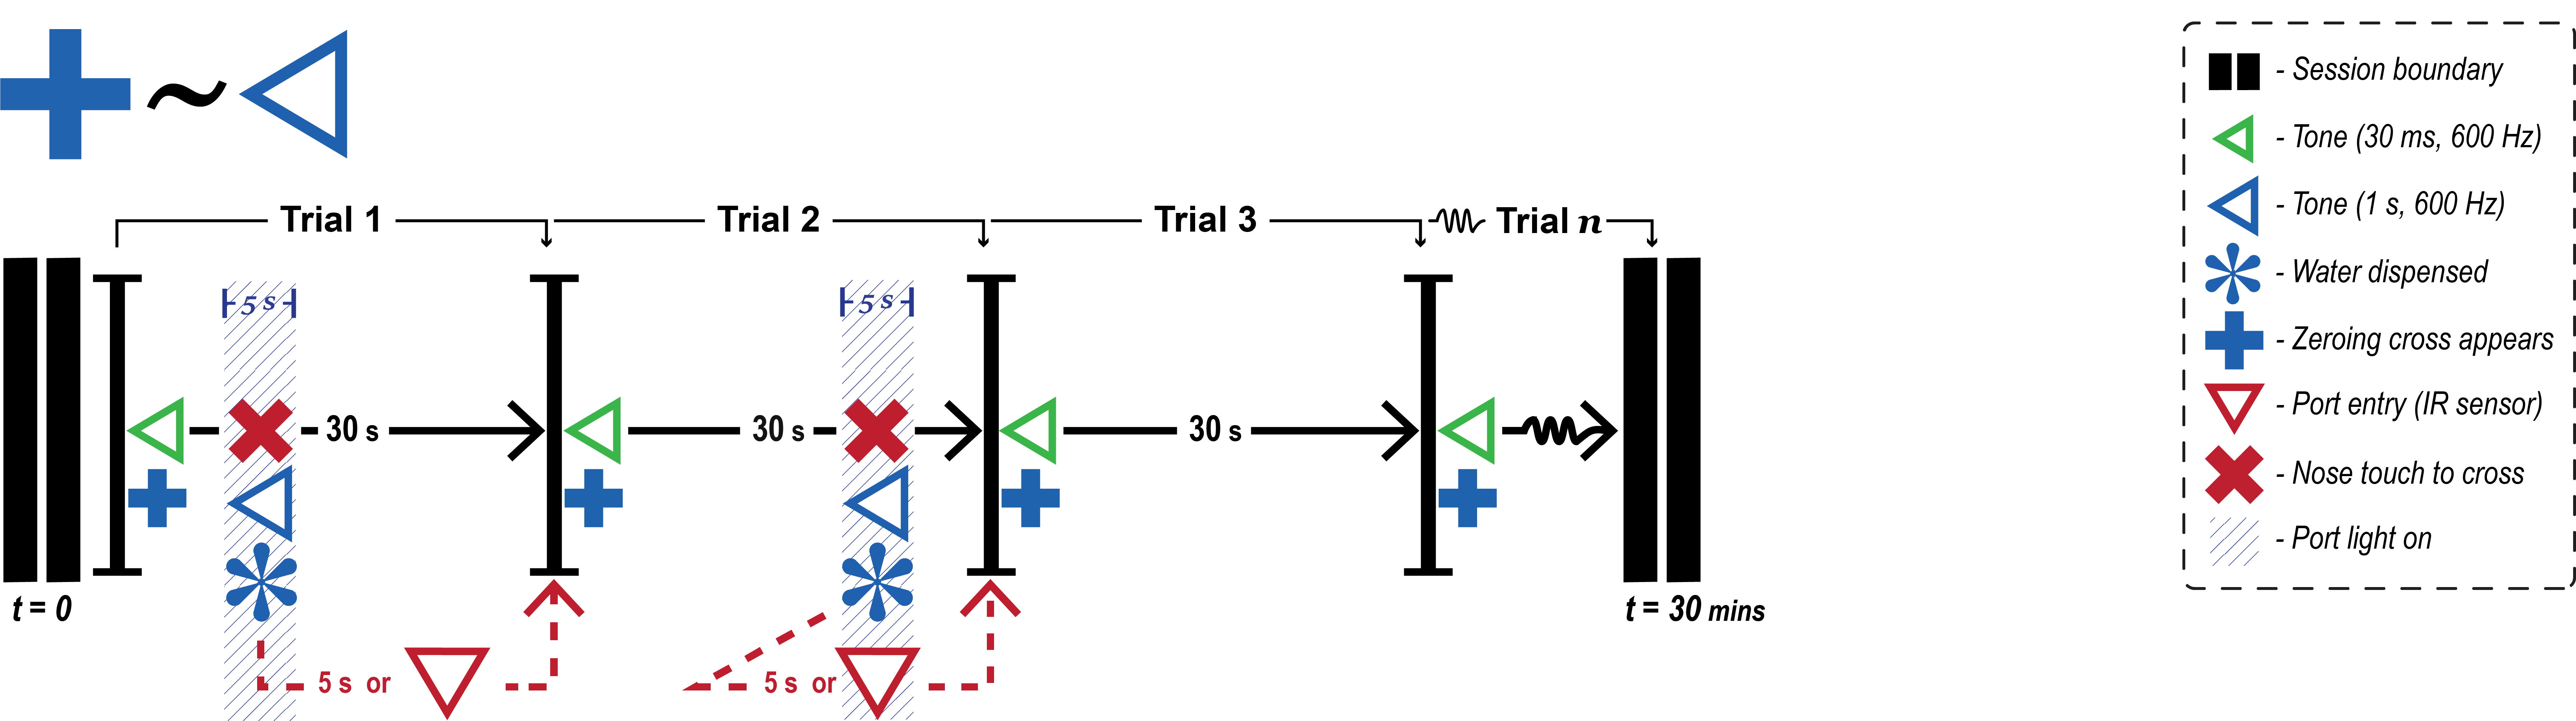 Trial 1
Trial 2
Trial 3
Trial n
5 s
5 s
30 s
30 s
30 s
t = 0
t = 30 mins
5 s or
5 s or
- Session boundary
- Tone (30 ms, 600 Hz)
- Tone (1 s, 600 Hz)
- Water dispensed
- Zeroing cross appears
- Port entry (IR sensor)
- Nose touch to cross
- Port light on